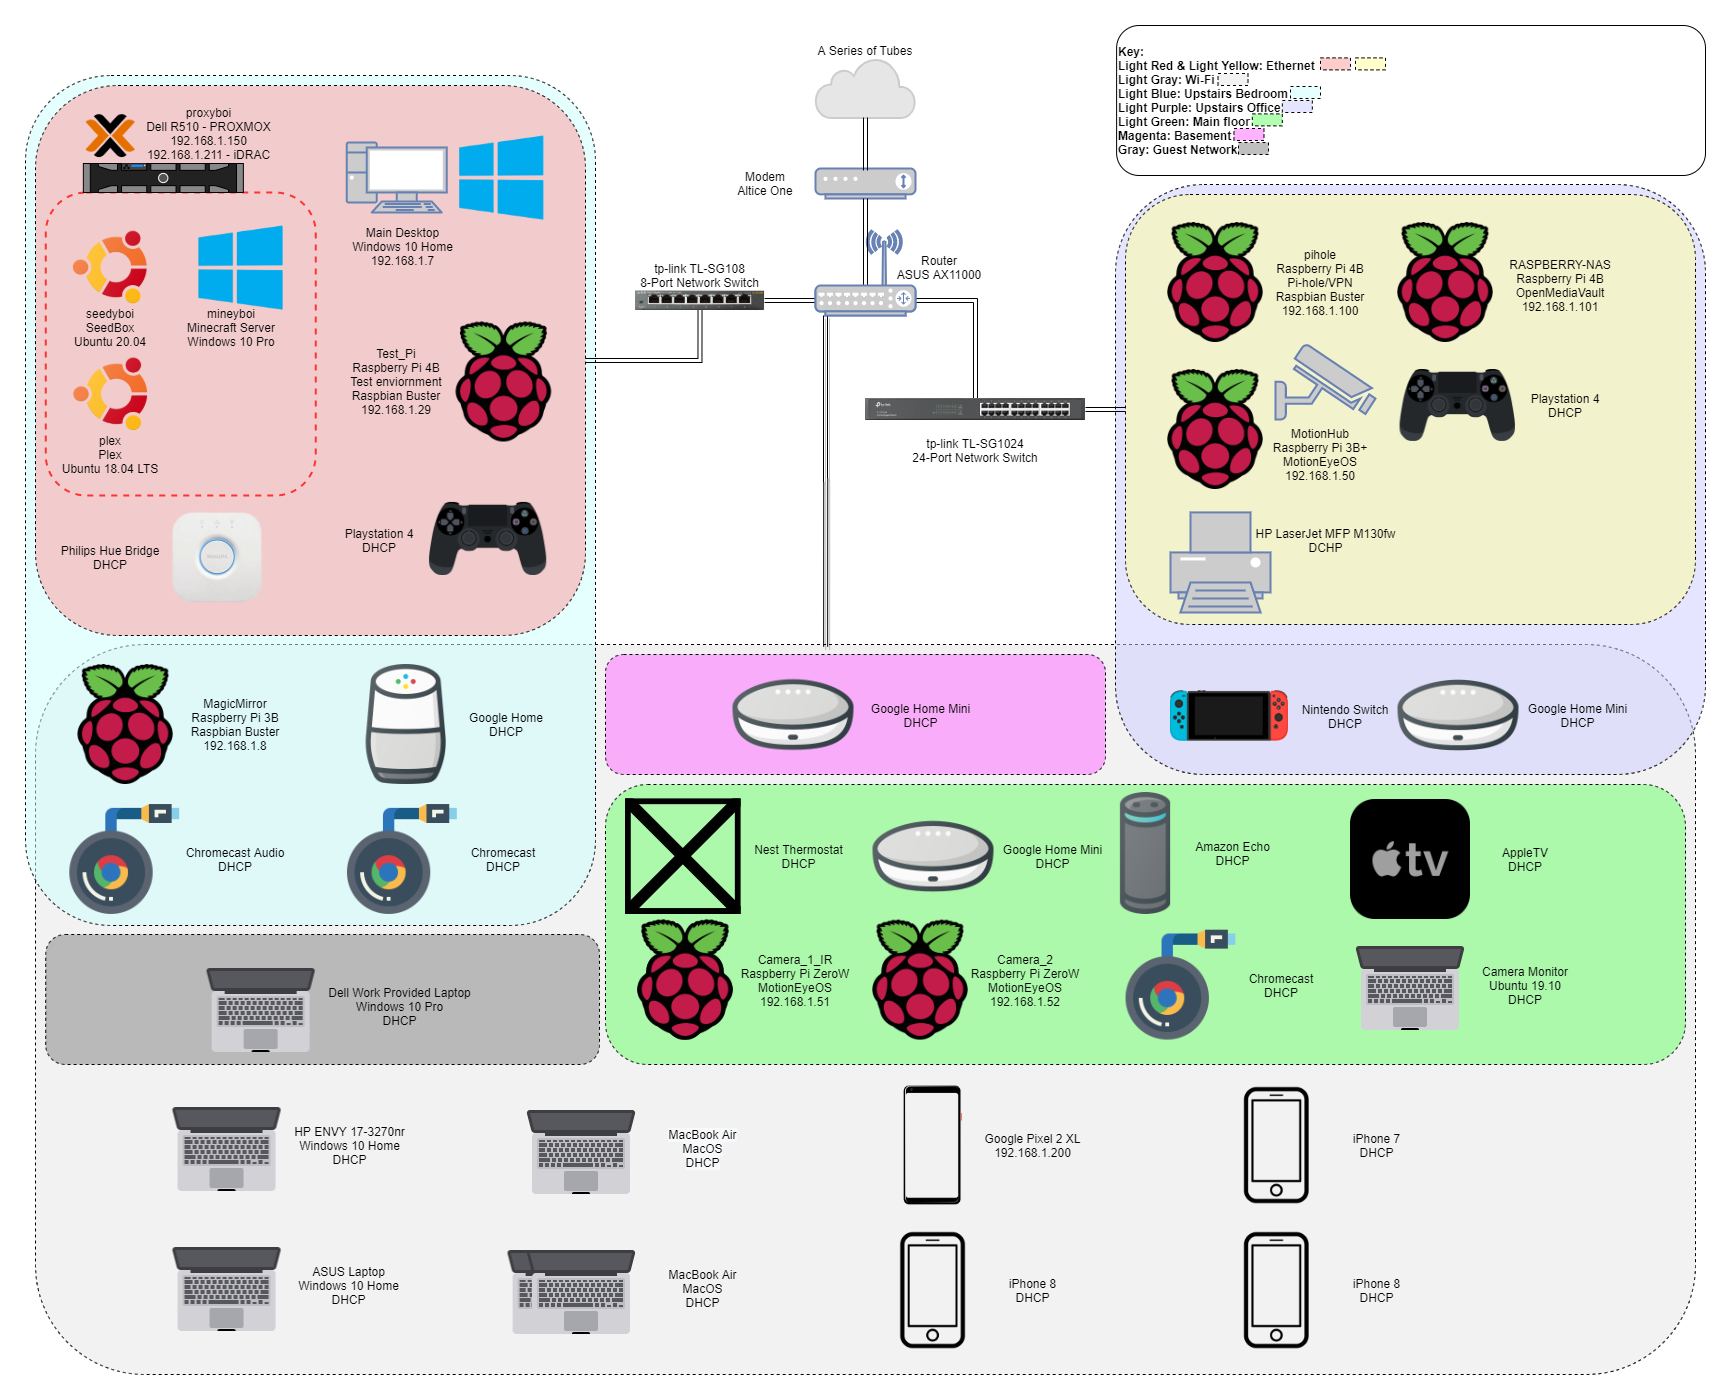 A Series of Tubes
Key:
Light Red & Light Yellow: Ethernet
Light Gray: Wi-Fi
Light Blue: Upstairs Bedroom
Light Purple: Upstairs Office
Light Green: Main floor
Magenta: Basement
Gray: Guest Network
proxyboi
Dell R510 - PROXMOX
192.168.1.150
192.168.1.211 - iDRAC
Main Desktop
Windows 10 Home
192.168.1.7
seedyboi
SeedBox
Ubuntu 20.04
mineyboi
Minecraft Server
Windows 10 Pro
plex
Plex
Ubuntu 18.04 LTS
Test_Pi
Raspberry Pi 4B
Test enviornment
Raspbian Buster
192.168.1.29
Philips Hue Bridge
DHCP
Playstation 4
DHCP
Modem
Altice One
Router
ASUS AX11000
tp-link TL-SG108
8-Port Network Switch
tp-link TL-SG1024
24-Port Network Switch
pihole
Raspberry Pi 4B
Pi-hole/VPN
Raspbian Buster
192.168.1.100
RASPBERRY-NAS
Raspberry Pi 4B
OpenMediaVault
192.168.1.101
MotionHub
Raspberry Pi 3B+
MotionEyeOS
192.168.1.50
Playstation 4
DHCP
HP LaserJet MFP M130fw
DCHP
MagicMirror
Raspberry Pi 3B
Raspbian Buster
192.168.1.8
Google Home
DHCP
Chromecast Audio
DHCP
Chromecast
DHCP
Google Home Mini
DHCP
Nintendo Switch
DHCP
Google Home Mini
DHCP
Nest Thermostat
DHCP
Google Home Mini
DHCP
Amazon Echo
DHCP
tv
AppleTV
DHCP
Camera_1_IR
Raspberry Pi ZeroW
MotionEyeOS
192.168.1.51
Camera_2
Raspberry Pi ZeroW
MotionEyeOS
192.168.1.52
Chromecast
DHCP
Camera Monitor
Ubuntu 19.10
DHCP
Dell Work Provided Laptop
Windows 10 Pro
DHCP
HP ENVY 17-3270nr
Windows 10 Home
DHCP
MacBook Air
MacOS
DHCP
Google Pixel 2 XL
192.168.1.200
iPhone 7
DHCP
ASUS Laptop
Windows 10 Home
DHCP
MacBook Air
MacOS
DHCP
iPhone 8
DHCP
iPhone 8
DHCP